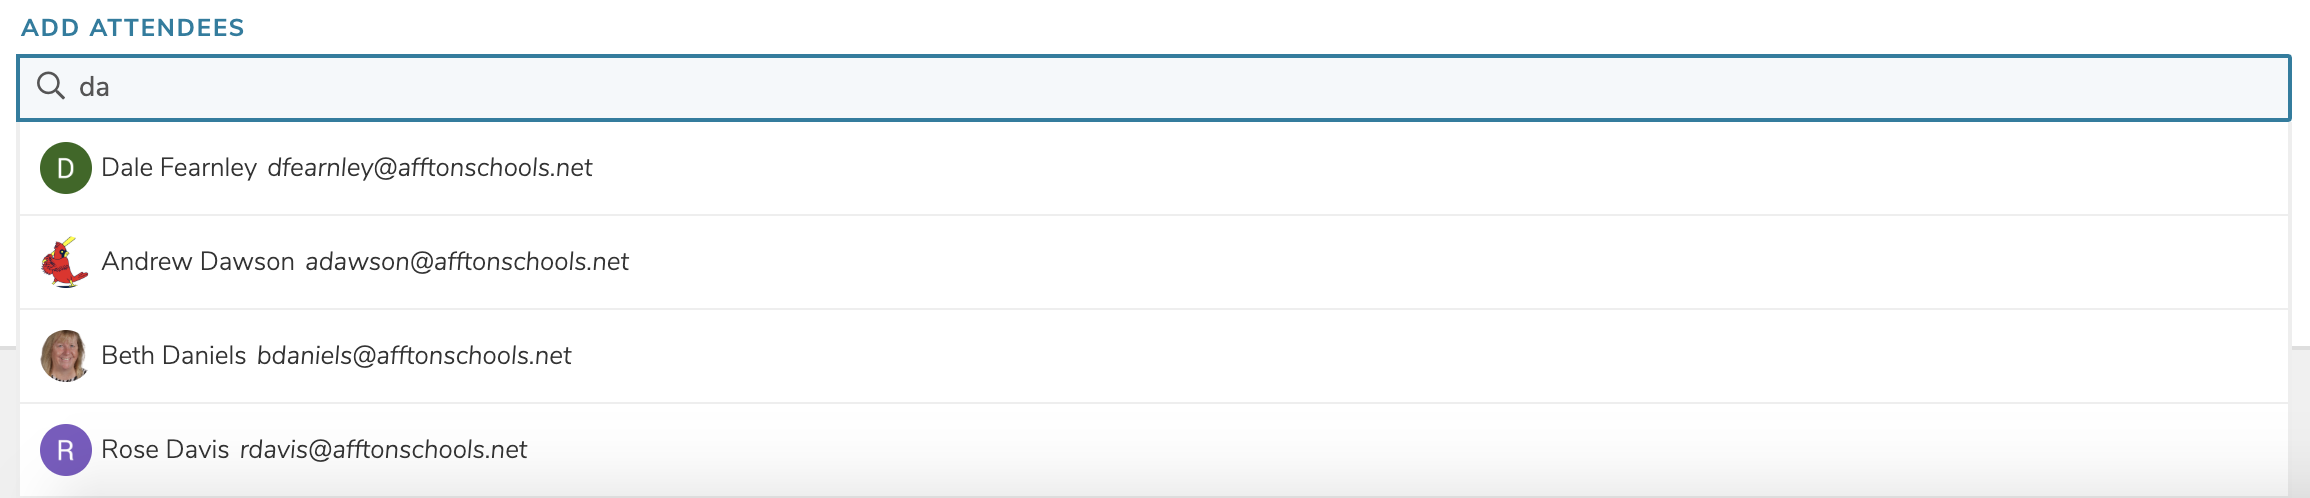 ADD ATTENDEES
da
D Dale Fearnley dfearnley@afftonschools.net
Andrew Dawson adawson@afftonschools.net
Beth Daniels bdaniels@afftonschools.net
R Rose Davis rdavis@afftonschools.net